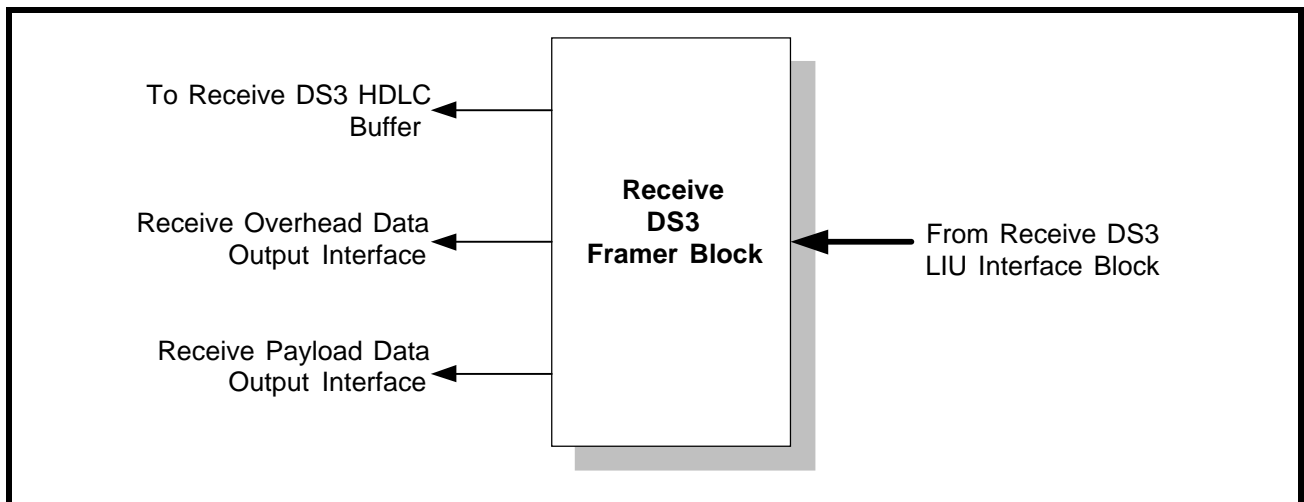 To Receive DS3 HDLC
Buffer
Receive Overhead Data
Output Interface
Receive Payload Data
Output Interface
Receive
DS3
Framer Block
From Receive DS3
LIU Interface Block